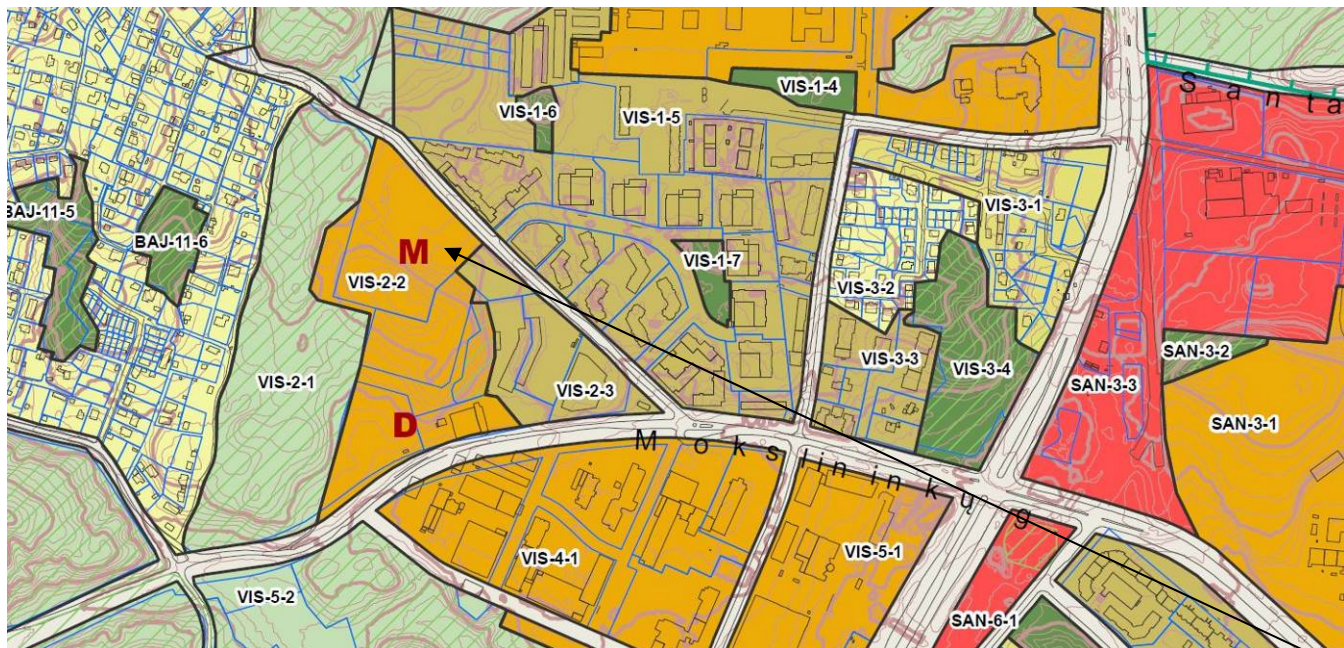 VIS-1-4
S a n t a
VIS-1-6
VIS-1-5
BAJ-11-5
BAJ-11-6
VIS-3-1
M
VIS-1-7
VIS-2-2
VIS-3-2
SAN-3-2
VIS-3-3
VIS-3-4
VIS-2-1
SAN-3-3
VIS-2-3
D
SAN-3-1
M o k s l i n i n k ų g
VIS-4-1
VIS-5-1
VIS-5-2
SAN-6-1